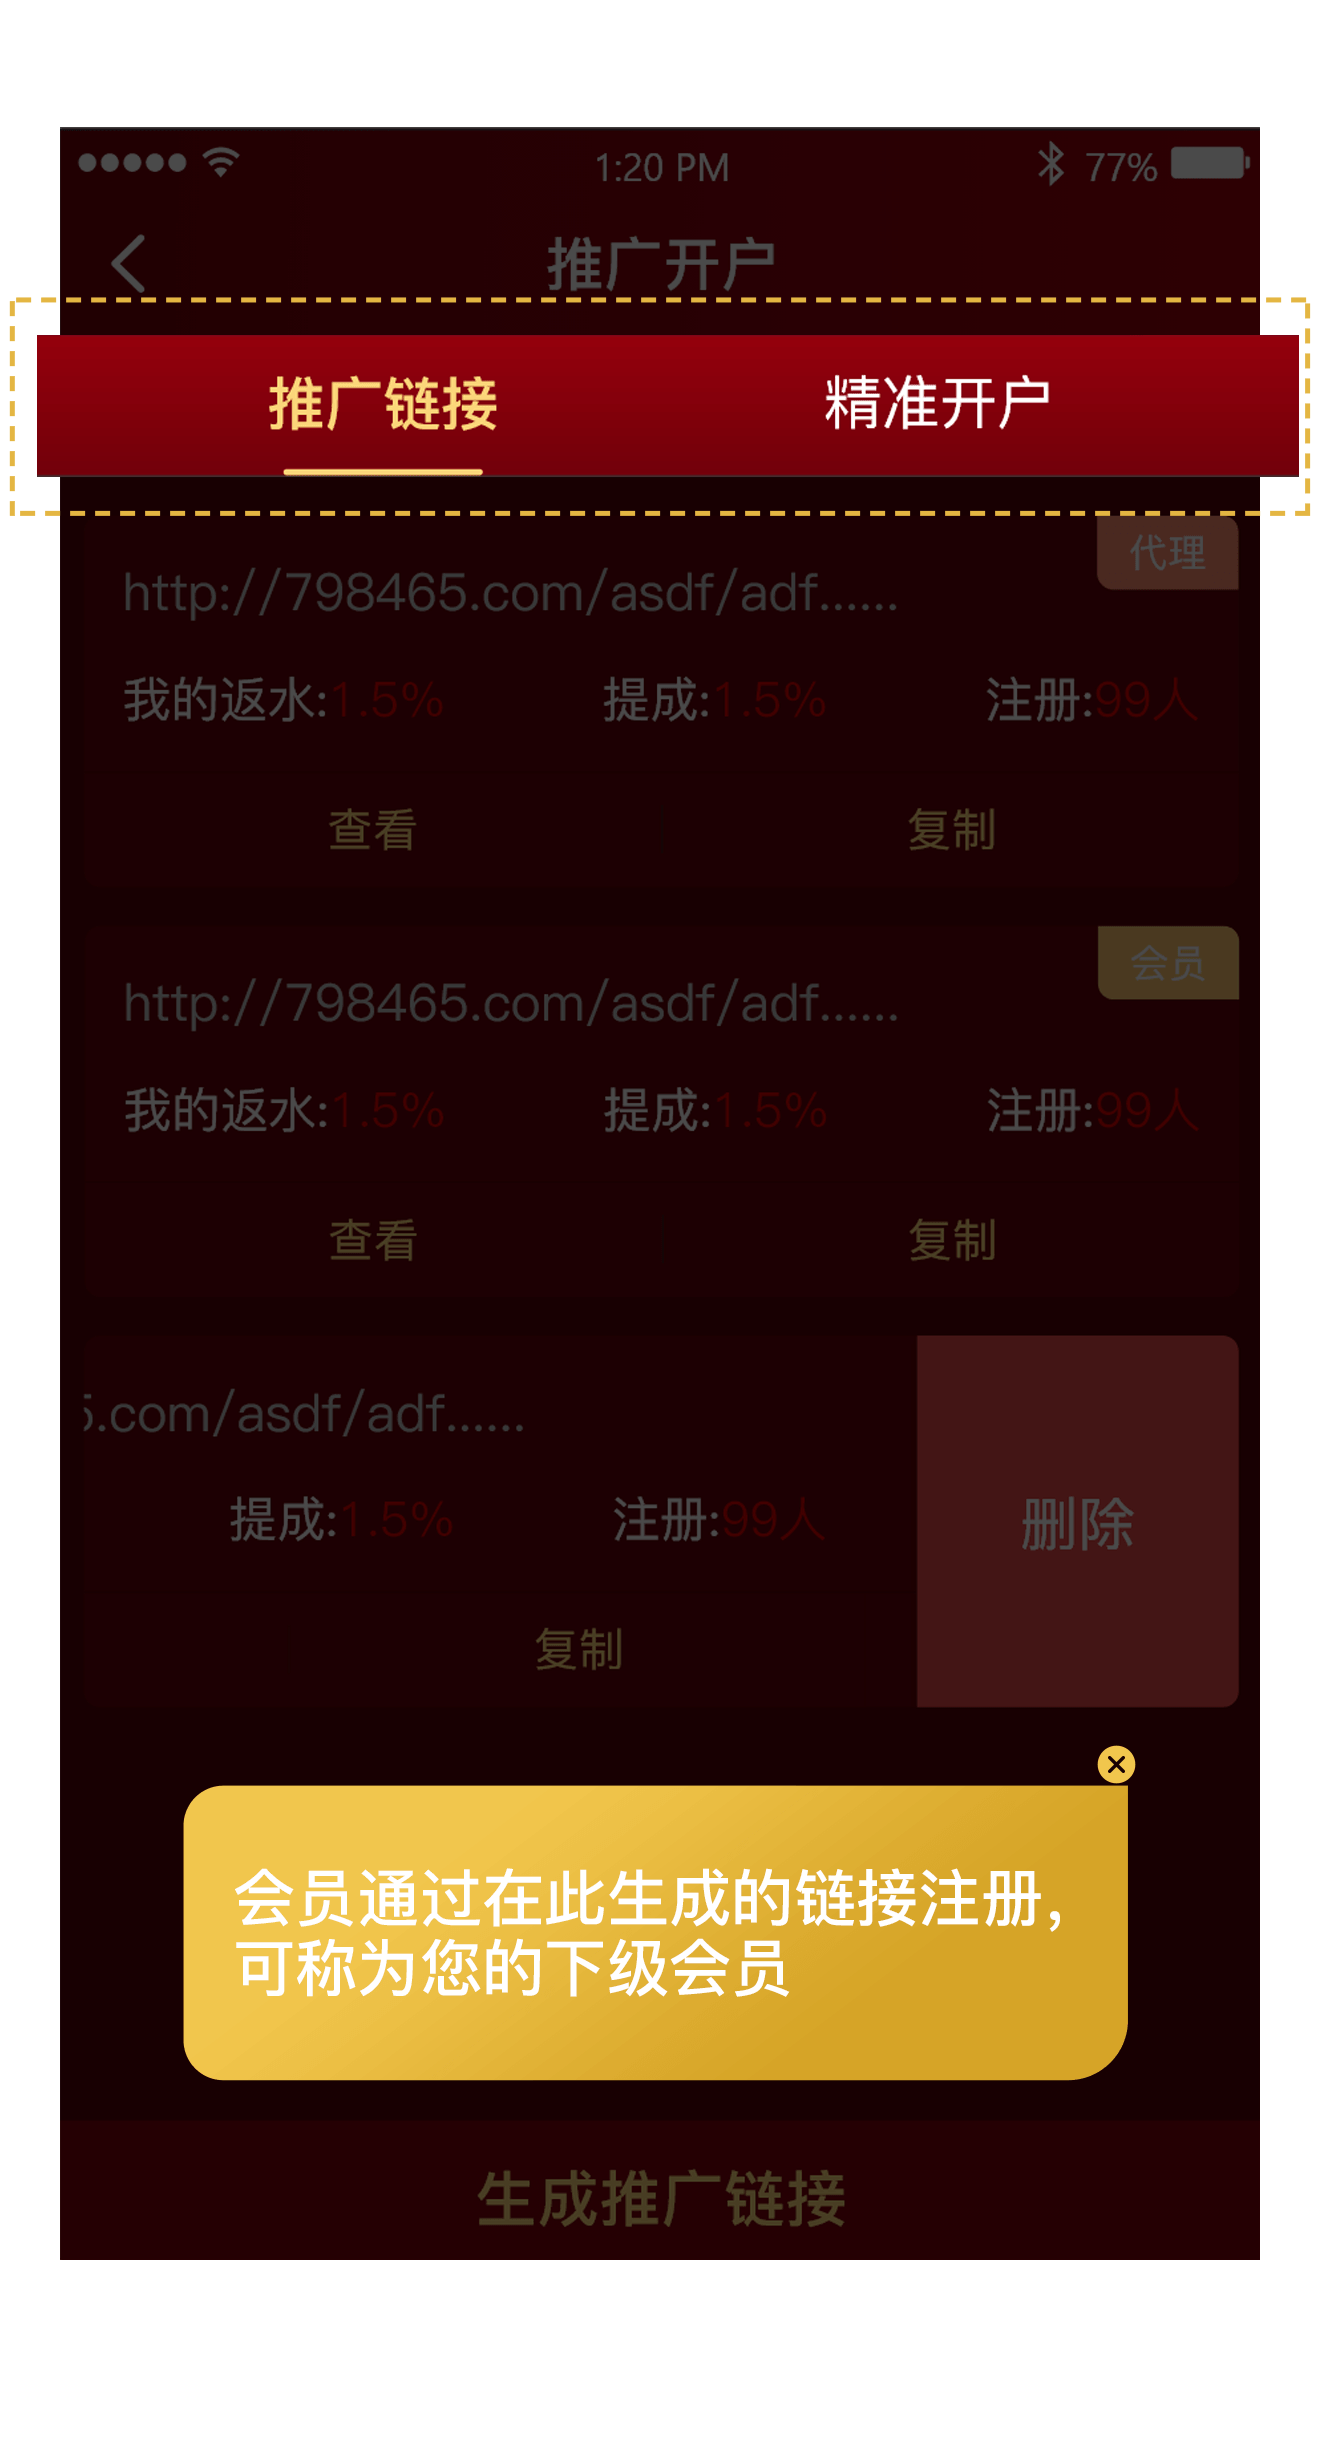 1:20 PM 77%
推广开户
推广链接 精准开户
代理
http://798465.com/asdf/adf......
我的返水:1.5% 提成:1.5% 注册:99人
查看 复制
会员
http://798465.com/asdf/adf......
我的返水:1.5% 提成:1.5% 注册:99人
查看 复制
5.com/asdf/adf......
提成:1.5% 注册:99人
删除
复制
会员通过在此生成的链接注册，
可称为您的下级会员
生成推广链接